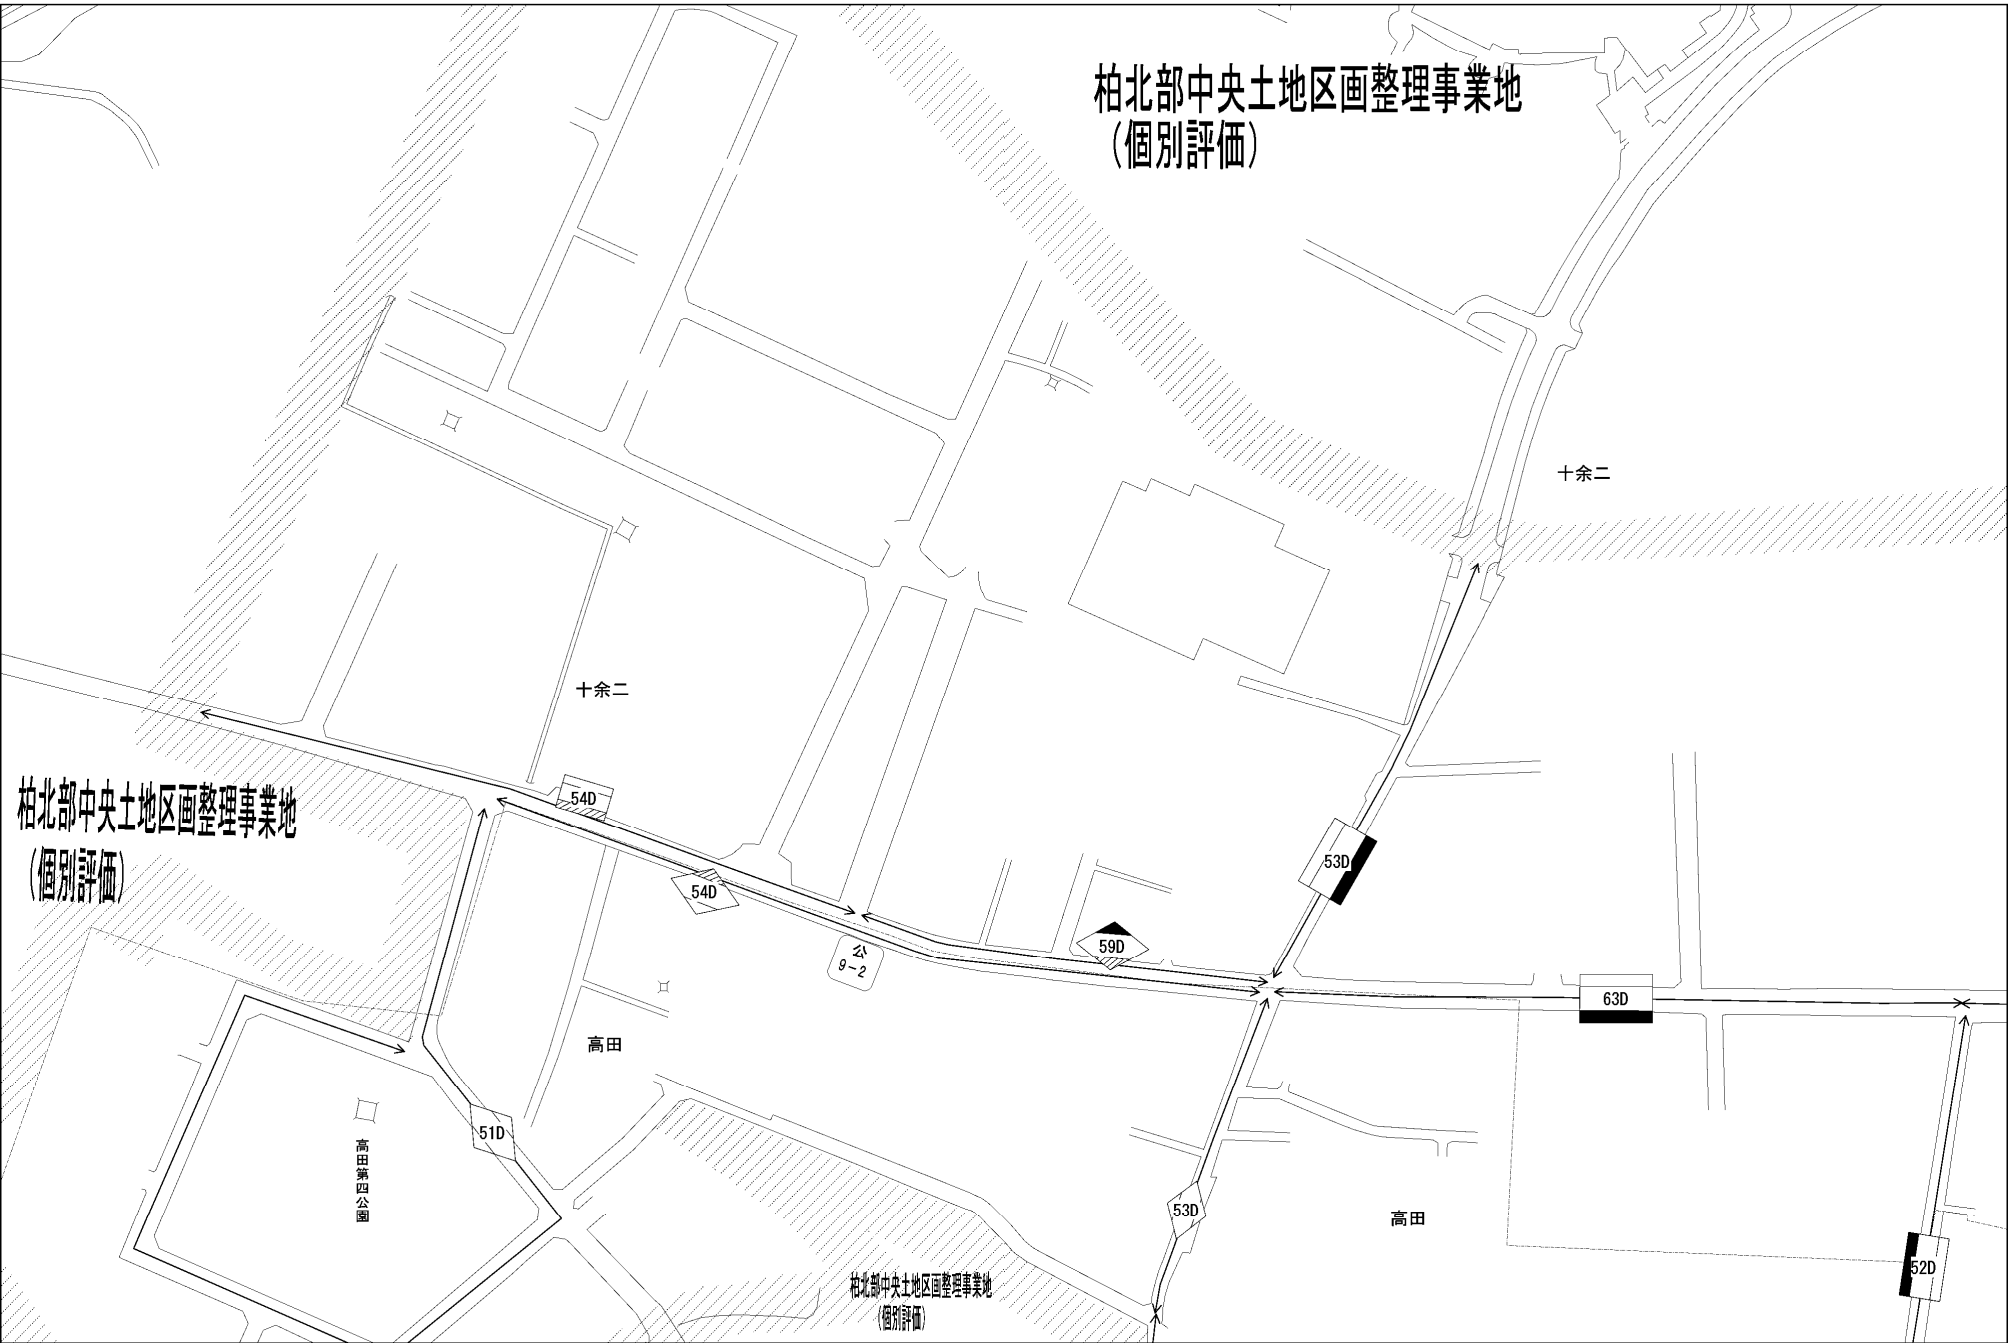 柏北部中央土地区画整理事業地
（個別評価）
十余二
十余二
柏北部中央土地区画整理事業地
（個別評価）
54D
54D
53D
公
9-2
59D
63D
高田
51D
高田第四公園
53D
高田
52D
柏北部中央土地区画整理事業地
（個別評価）